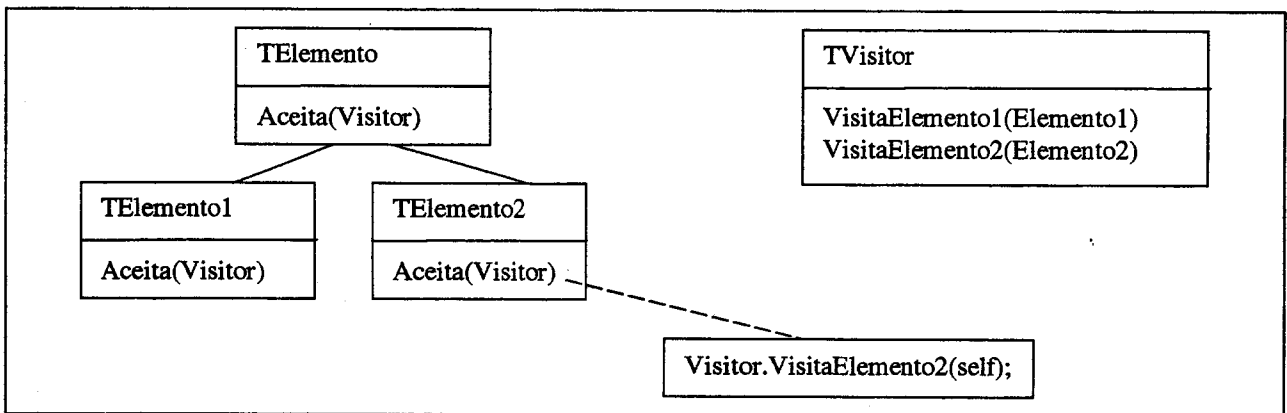 TElemento
Aceita(Visitor)
TVisitor
VisitaElemento1(Elemento1)
VisitaElemento2(Elemento2)
TElemento1
Aceita(Visitor)
TElemento2
Aceita(Visitor)
Visitor.VisitaElemento2(self);